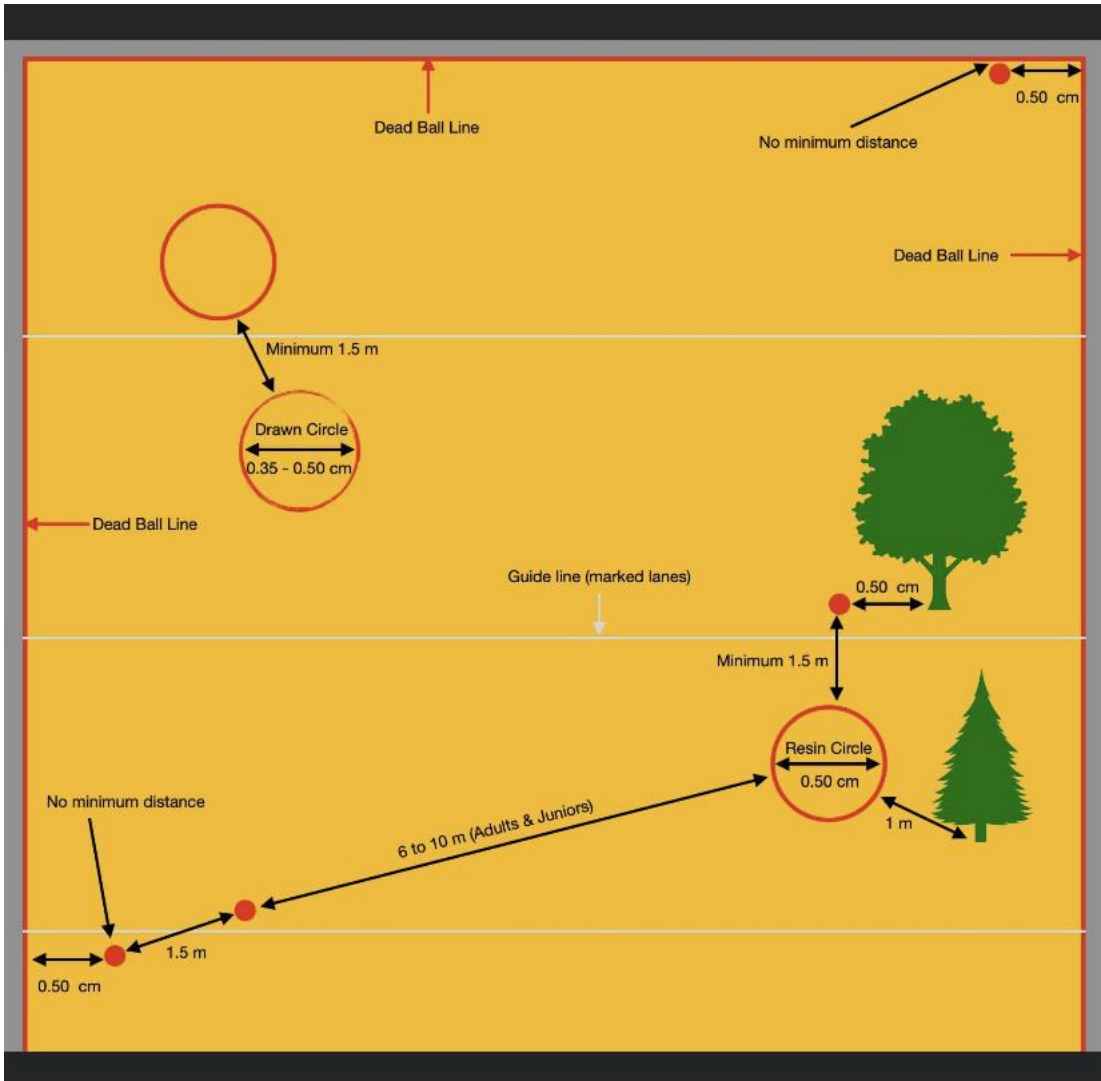 0.50 cm
Dead Ball Line
No minimum distance
Dead Ball Line
Minimum 1.5 m
Drawn Circle
0.35 - 0.50 cm
Dead Ball Line
Guide line (marked lanes)
0.50 cm
Minimum 1.5 m
Resin Circle
0.50 cm
No minimum distance
6 to 10 m (Adults & Juniors)
1 m
1.5 m
0.50 cm